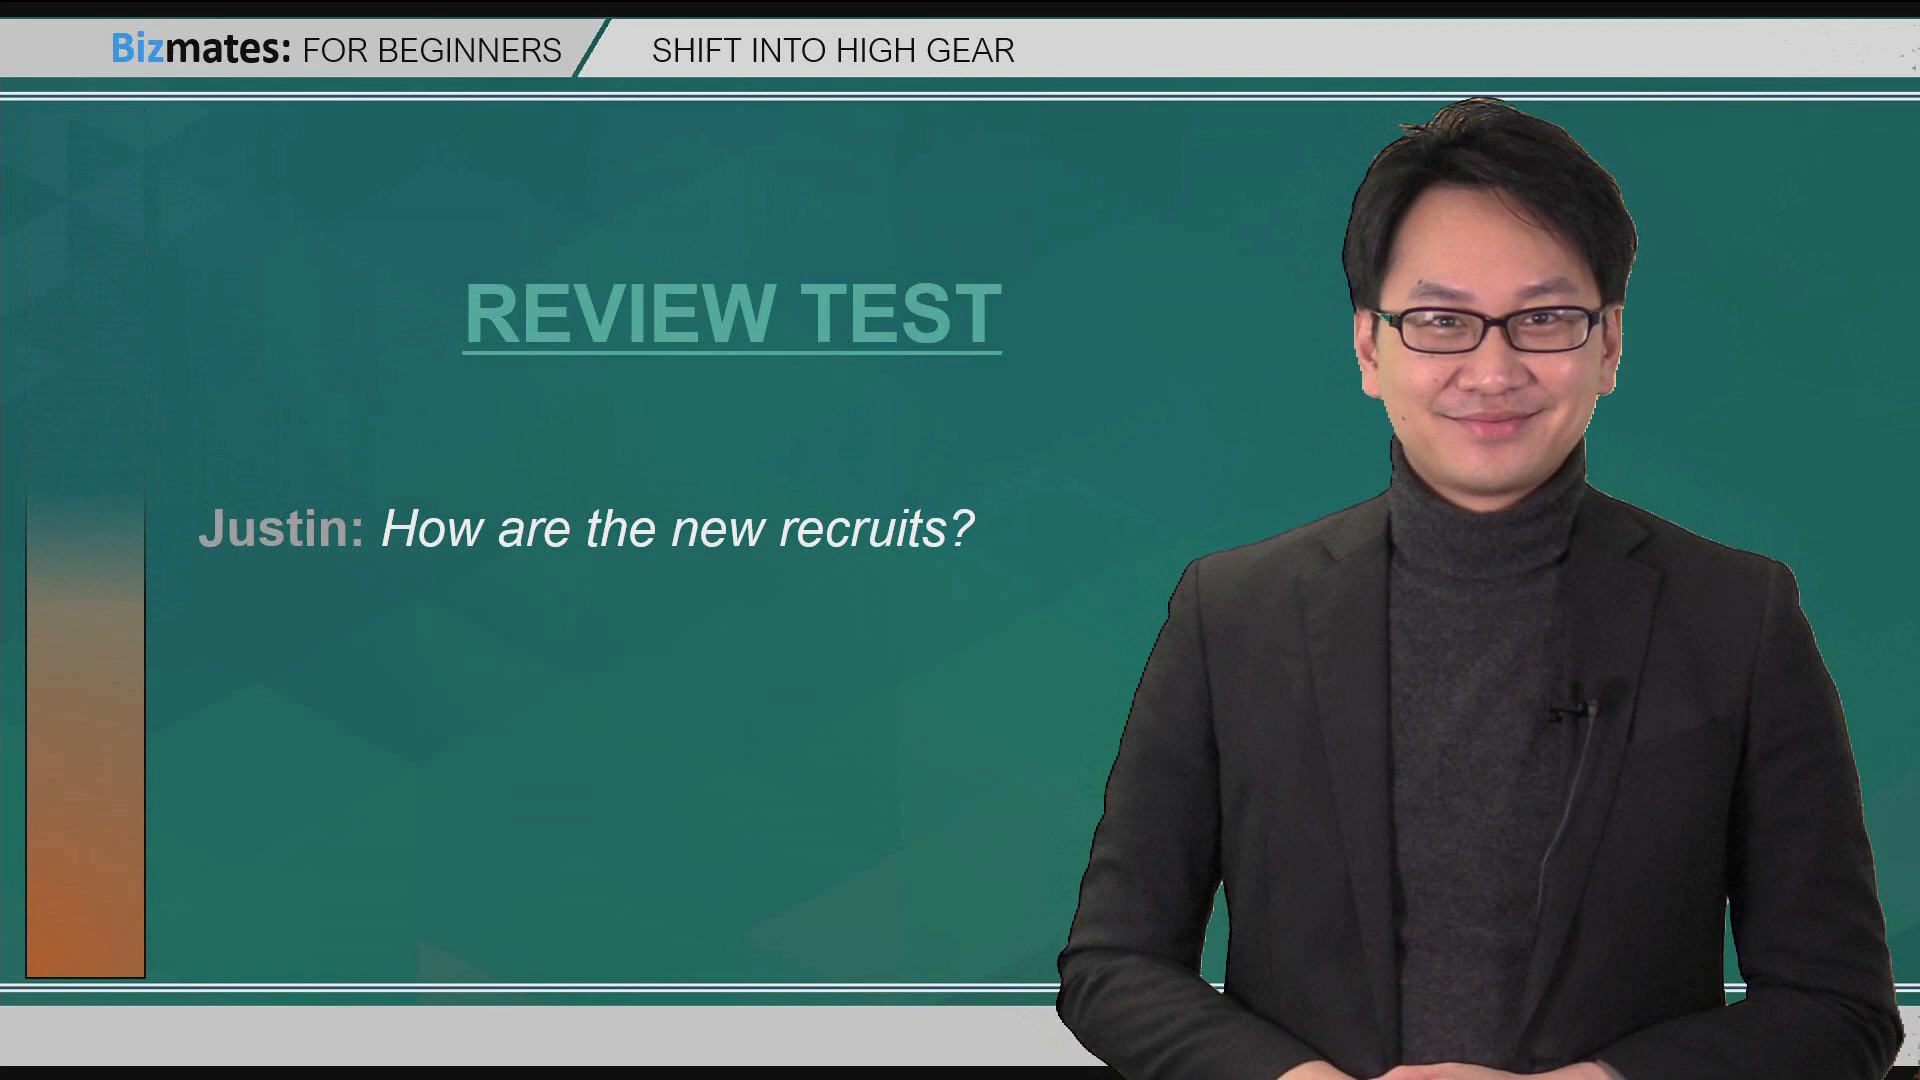 Bizmates: FOR BEGINNERS SHIFT INTO HIGH GEAR
REVIEW TEST
Justin: How are the new recruits?